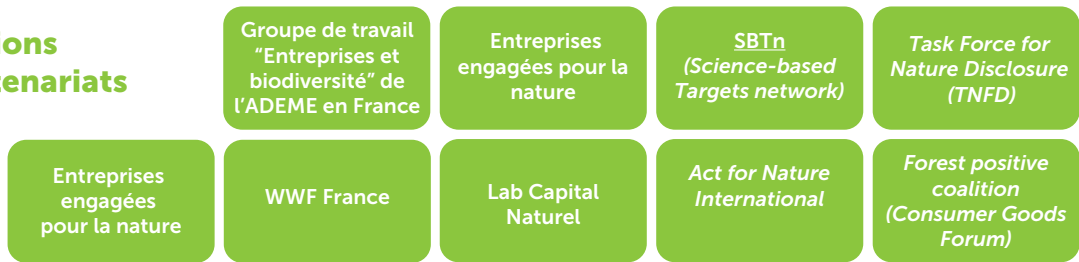 Groupe de travail
“Entreprises et
biodiversité” de
l’ADEME en France
Entreprises
engagées pour la
nature
SBTn
(Science-based
Targets network)
Task Force for
Nature Disclosure
(TNFD)
Entreprises
engagées
pour la nature
WWF France
Lab Capital
Naturel
Act for Nature
International
Forest positive
coalition
(Consumer Goods
Forum)